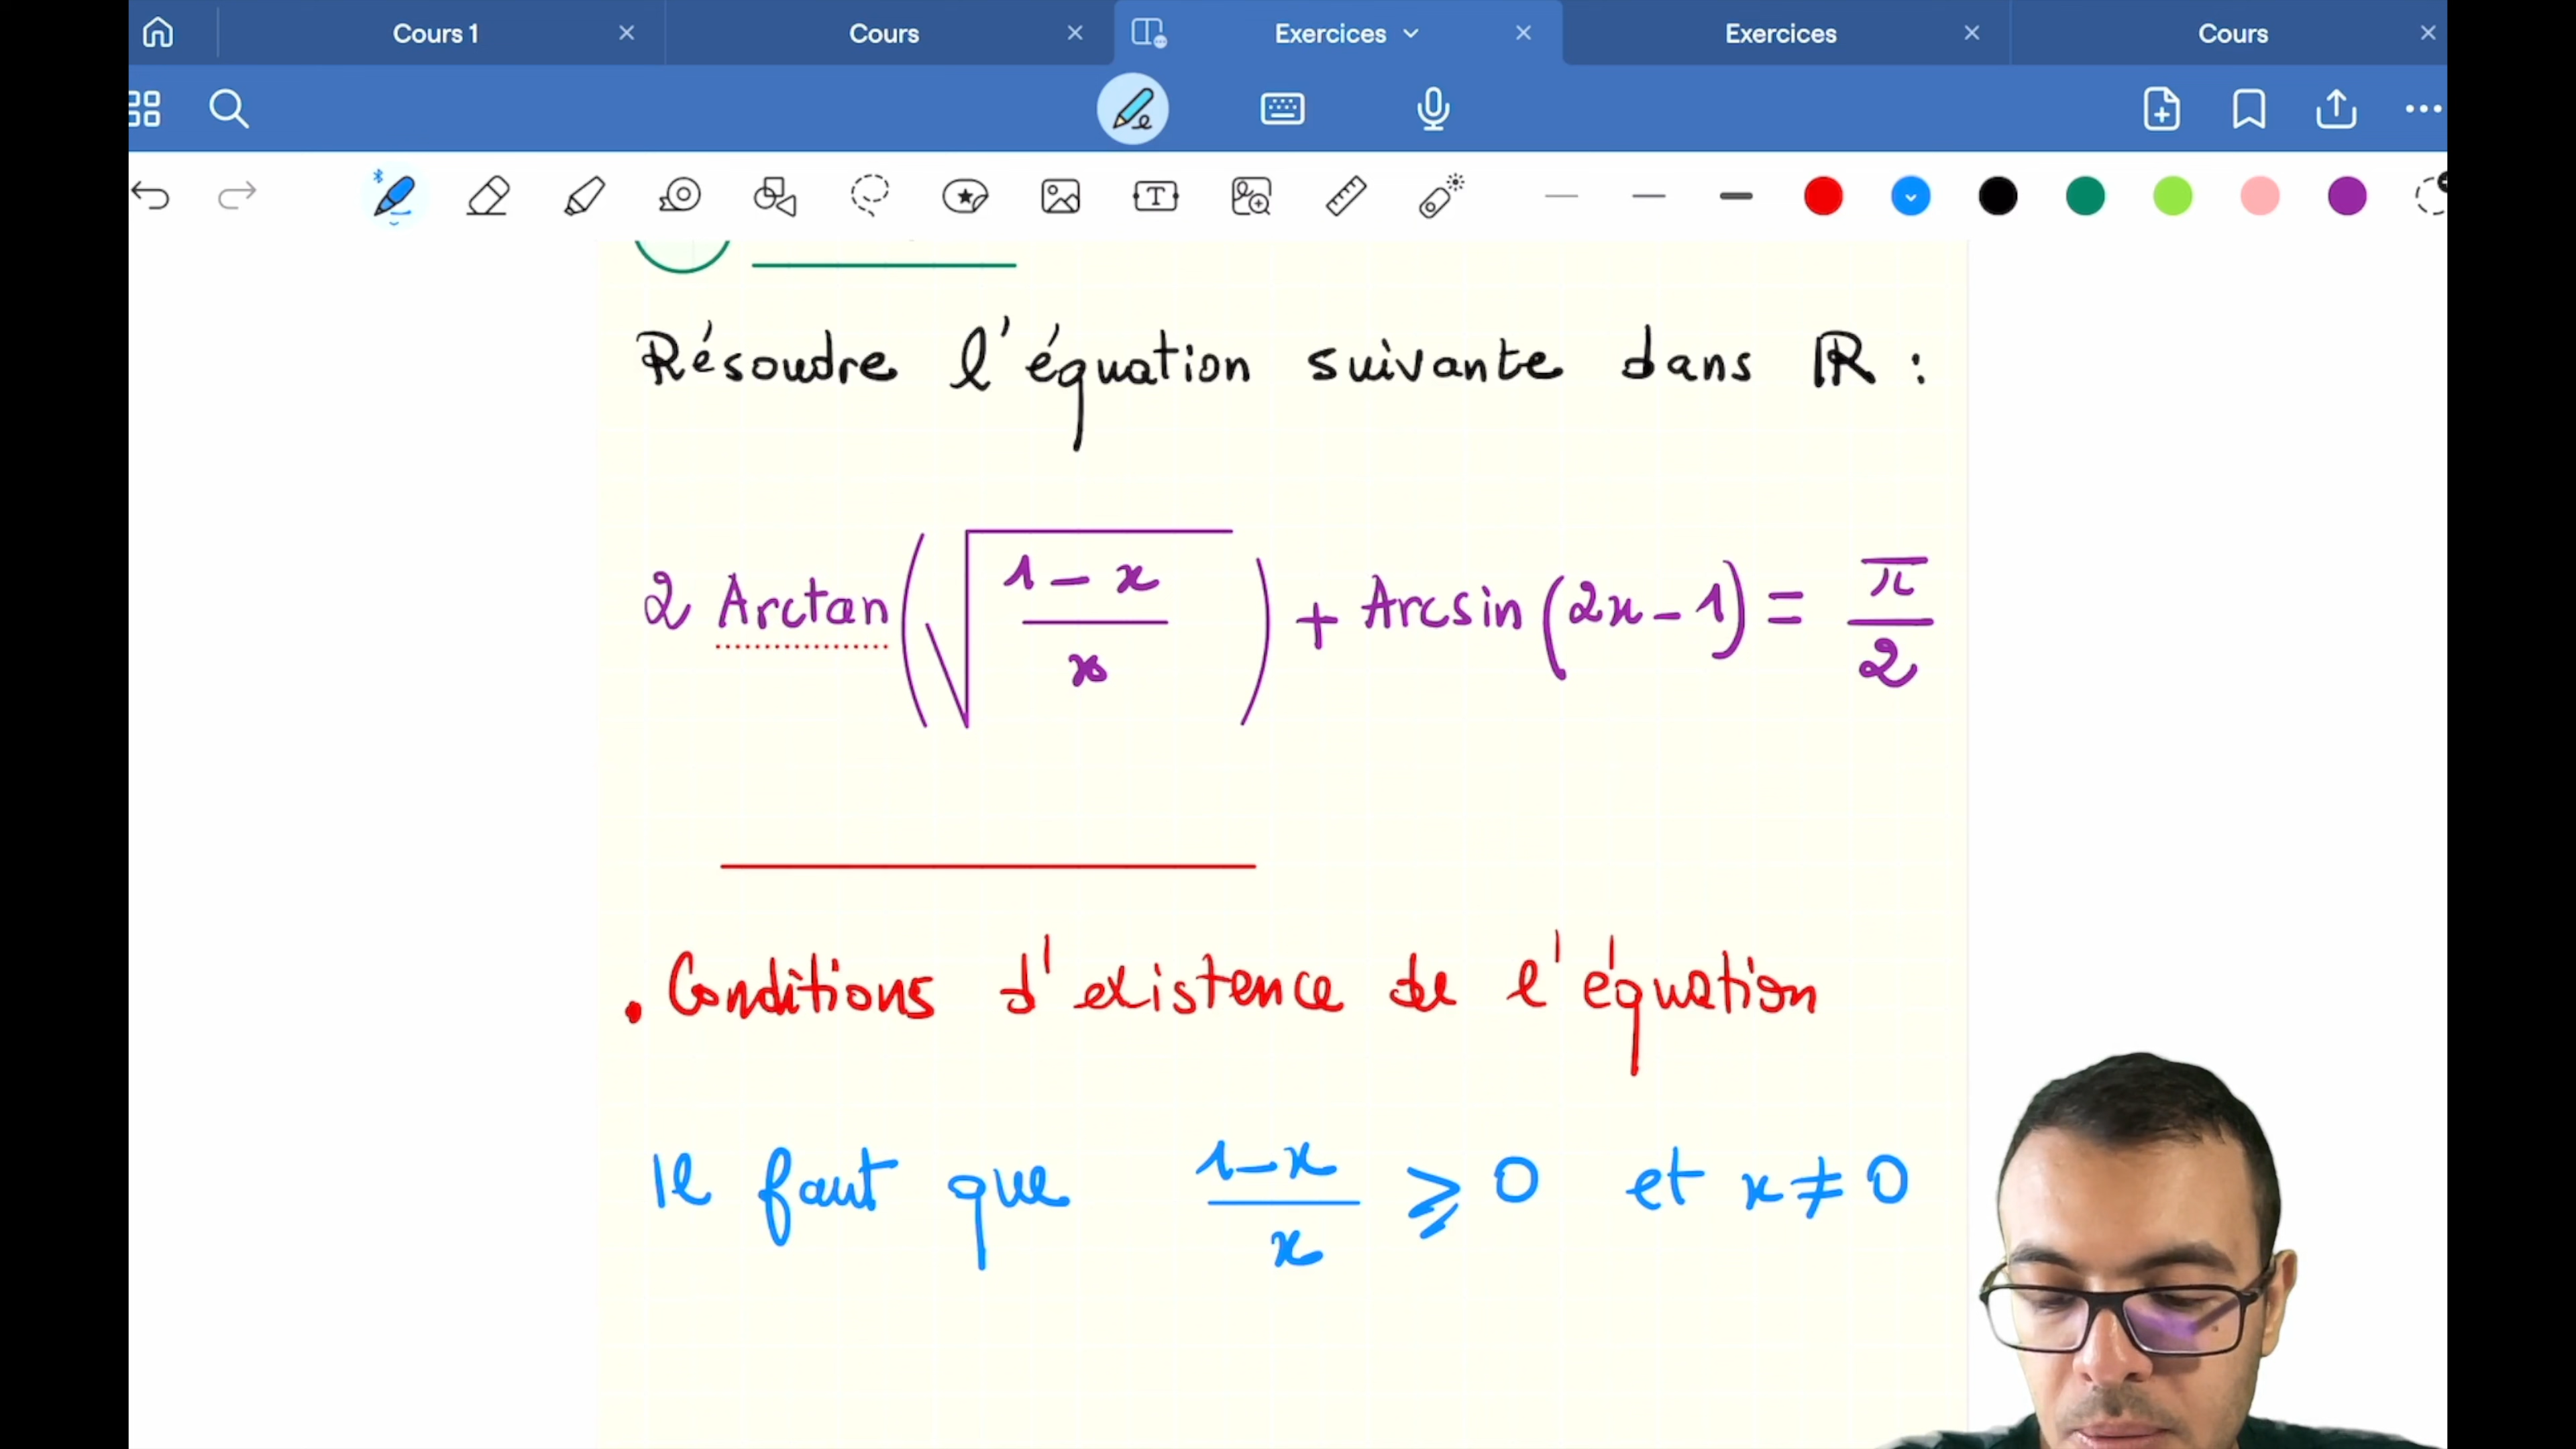 Cours 1 Cours Exercices Exercices Cours
Résoudre l'équation suivante dans ℝ :
2 Arctan(√((1-x)/x)) + Arcsin(2x-1) = π/2
. Conditions d'existence de l'équation
Il faut que (1-x)/x ⩾ 0 et x ≠ 0